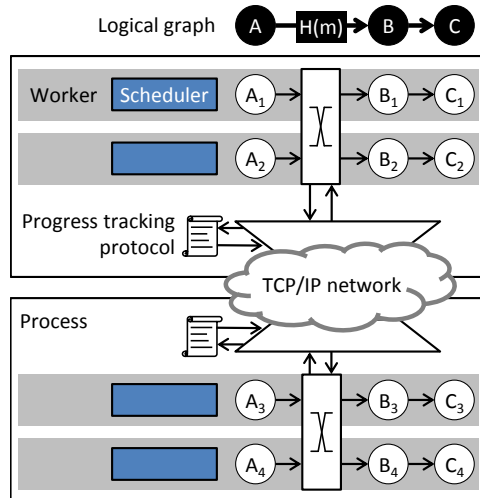 Logical graph A H(m) B C
Worker Scheduler A1 B1 C1
A2 B2 C2
Progress tracking
protocol
TCP/IP network
Process
A3 B3 C3
A4 B4 C4